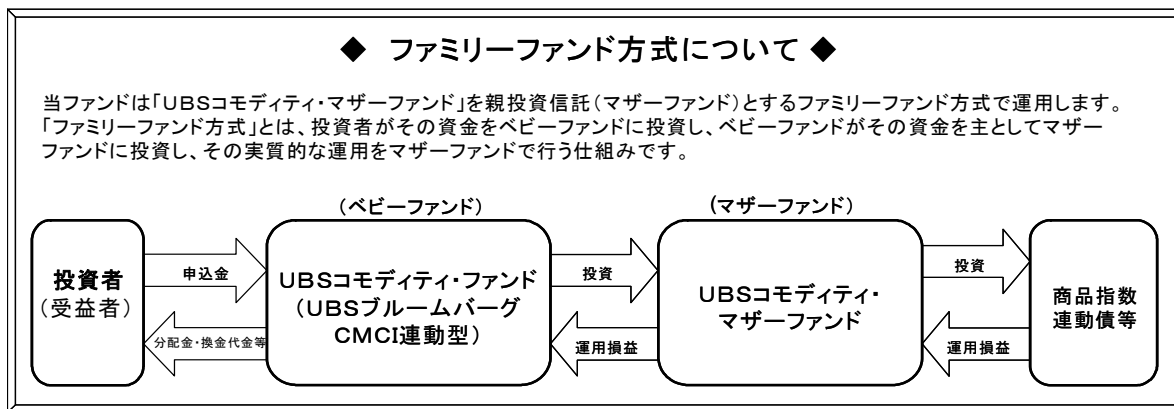 ◆ ファミリーファンド方式について ◆
当ファンドは「UBSコモディティ・マザーファンド」を親投資信託(マザーファンド)とするファミリーファンド方式で運用します。
「ファミリーファンド方式」とは、投資者がその資金をベビーファンドに投資し、ベビーファンドがその資金を主としてマザー
ファンドに投資し、その実質的な運用をマザーファンドで行う仕組みです。
(ベビーファンド)
(マザーファンド)
投資者
(受益者)
申込金
分配金・換金代金等
UBSコモディティ・ファンド
(UBSブルームバーグ
CMCI連動型)
投資
運用損益
UBSコモディティ・
マザーファンド
投資
運用損益
商品指数
連動債等